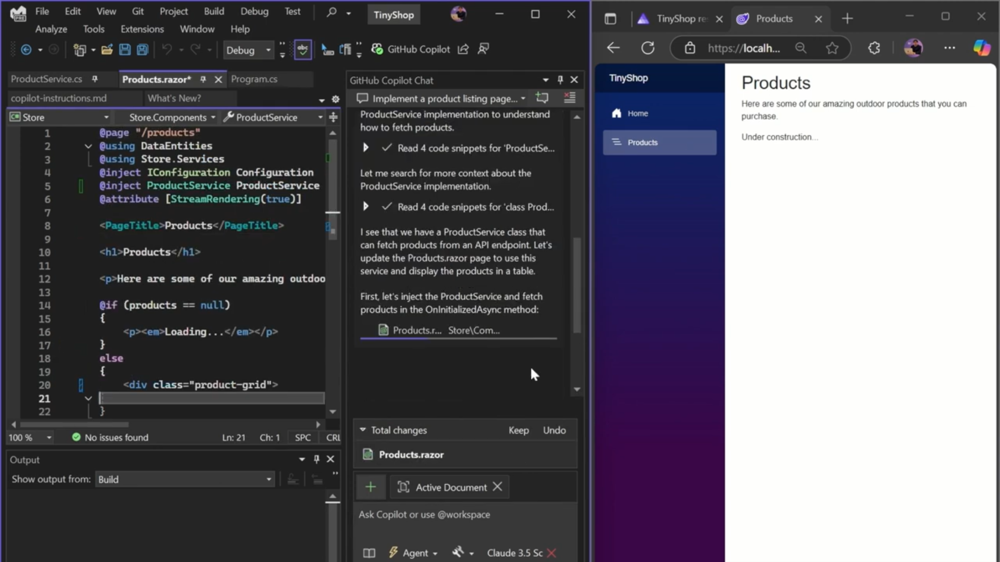 File Edit View Git Project Build Debug Test TinyShop
PRE
Analyze Tools Extensions Window Help
Debug abc GitHub Copilot
ProductService.cs Products.razor* Program.cs
copilot-instructions.md What's New?
C# Store Store.Components ProductService
1 @page "/products"
2 @using DataEntities
3 @using Store.Services
4 @inject IConfiguration Configuration
5 @inject ProductService ProductService
6 @attribute [StreamRendering(true)]
7
8 <PageTitle>Products</PageTitle>
9
10 <h1>Products</h1>
11
12 <p>Here are some of our amazing outdoo
13
14 @if (products == null)
15 {
16 <p><em>Loading...</em></p>
17 }
18 else
19 {
20 <div class="product-grid">
21
22 }
100 % No issues found Ln: 21 Ch: 1 SPC CRL
Output
Show output from: Build
GitHub Copilot Chat
Implement a product listing page...
ProductService implementation to understand
how to fetch products.
Read 4 code snippets for 'ProductSe...
Let me search for more context about the
ProductService implementation.
Read 4 code snippets for 'class Prod...
I see that we have a ProductService class that
can fetch products from an API endpoint. Let's
update the Products.razor page to use this
service and display the products in a table.
First, let's inject the ProductService and fetch
products in the OnInitializedAsync method:
Products.r... Store\Com...
Total changes Keep Undo
Products.razor
+ Active Document
Ask Copilot or use @workspace
Agent Claude 3.5 Sc
TinyShop re Products
https://localh...
TinyShop
Home
Products
Products
Here are some of our amazing outdoor products that you can
purchase.
Under construction...